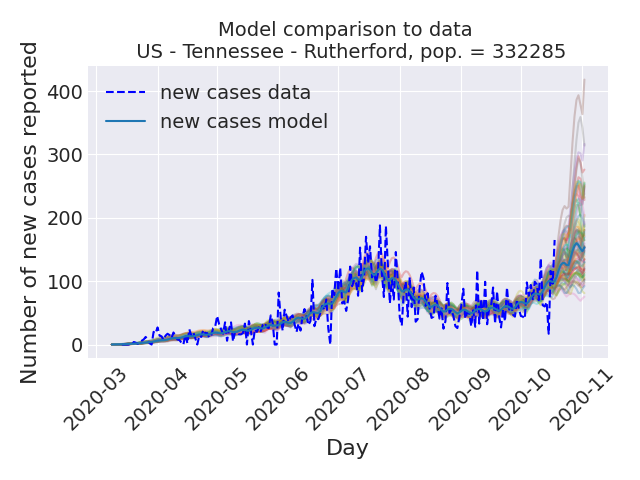 Model comparison to data
US - Tennessee - Rutherford, pop. = 332285
Number of new cases reported
400
300
200
100
0
new cases data
new cases model
2020-03
2020-04
2020-05
2020-06
2020-07
2020-08
2020-09
2020-10
2020-11
Day